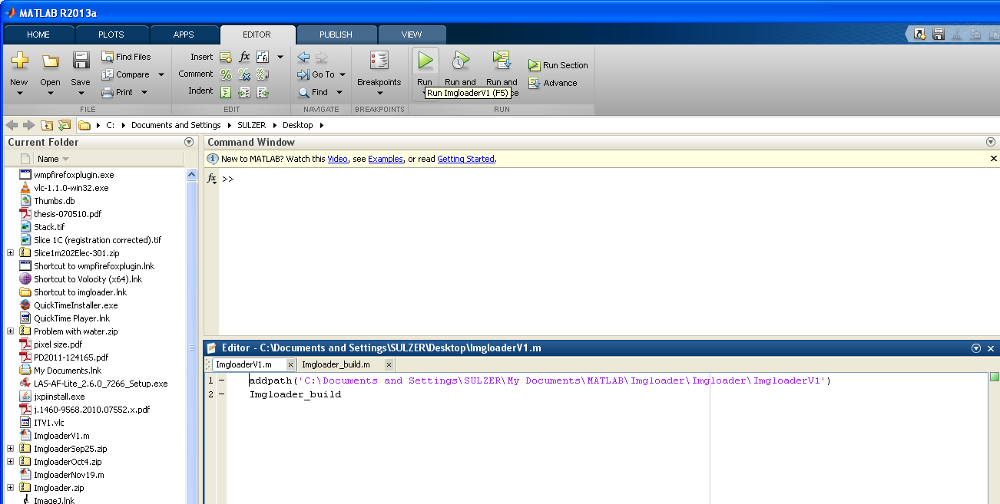 MATLAB R2013a
HOME PLOTS APPS EDITOR PUBLISH VIEW
New Open Save Find Files Compare Print
FILE
Insert fx
Comment
Indent
EDIT
Go To
Find
NAVIGATE
Breakpoints
BREAKPOINTS
Run Run and Run and ce
Run Section
Advance
RUN
Run ImgloaderV1 (F5)
C: Documents and Settings SULZER Desktop
Current Folder
Name
wmpfirefoxplugin.exe
vlc-1.1.0-win32.exe
Thumbs.db
thesis-070510.pdf
Stack.tif
Slice 1C (registration corrected).tif
Slice1m202Elec-301.zip
Shortcut to wmpfirefoxplugin.lnk
Shortcut to Volocity (x64).lnk
Shortcut to imgloader.lnk
QuickTimeInstaller.exe
QuickTime Player.lnk
Problem with water.zip
pixel size.pdf
PD2011-124165.pdf
My Documents.lnk
LAS-AF-Lite_2.6.0_7266_Setup.exe
jxpiinstall.exe
j.1460-9568.2010.07552.x.pdf
ITV1.vlc
ImgloaderV1.m
ImgloaderSep25.zip
ImgloaderOct4.zip
ImgloaderNov19.m
Imgloader.zip
ImageJ.lnk
Command Window
New to MATLAB? Watch this Video, see Examples, or read Getting Started.
fx >>
Editor - C:\Documents and Settings\SULZER\Desktop\ImgloaderV1.m
ImgloaderV1.m Imgloader_build.m
1 – addpath('C:\Documents and Settings\SULZER\My Documents\MATLAB\Imgloader\Imgloader\ImgloaderV1')
2 – Imgloader_build